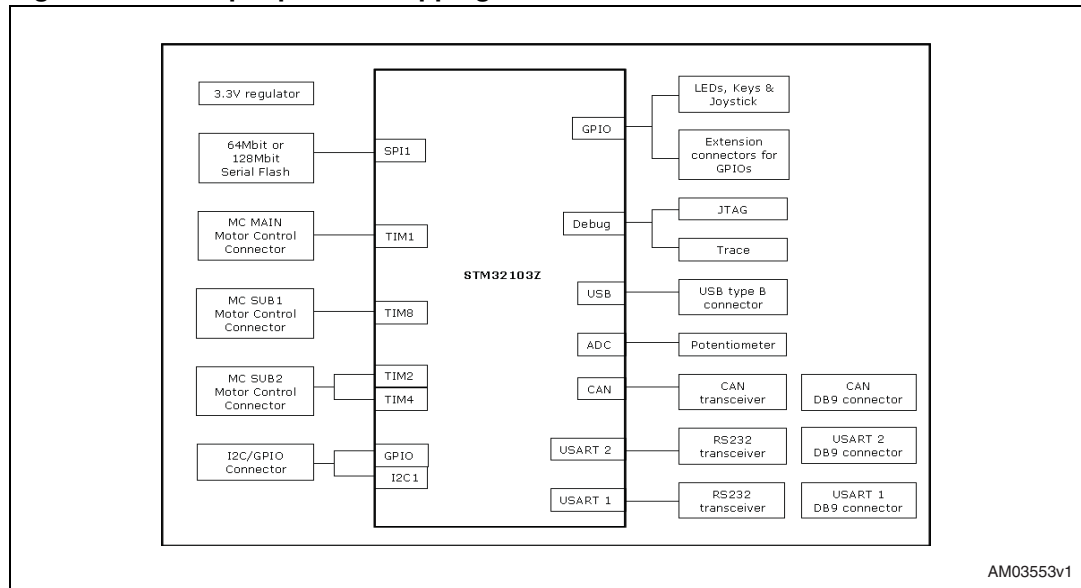 3.3V regulator
64Mbit or
128Mbit
Serial Flash
MC MAIN
Motor Control
Connector
MC SUB1
Motor Control
Connector
MC SUB2
Motor Control
Connector
I2C/GPIO
Connector
SPI1
TIM1
TIM8
TIM2
TIM4
GPIO
I2C1
STM32103Z
GPIO
Debug
USB
ADC
CAN
USART 2
USART 1
LEDs, Keys &
Joystick
Extension
connectors for
GPIOs
JTAG
Trace
USB type B
connector
Potentiometer
CAN
transceiver
CAN
DB9 connector
RS232
transceiver
USART 2
DB9 connector
RS232
transceiver
USART 1
DB9 connector
AM03553v1